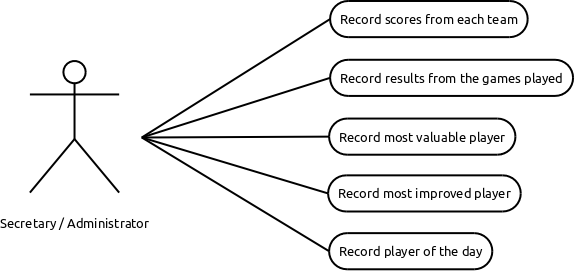 Record scores from each team
Record results from the games played
Record most valuable player
Record most improved player
Secretary / Administrator
Record player of the day